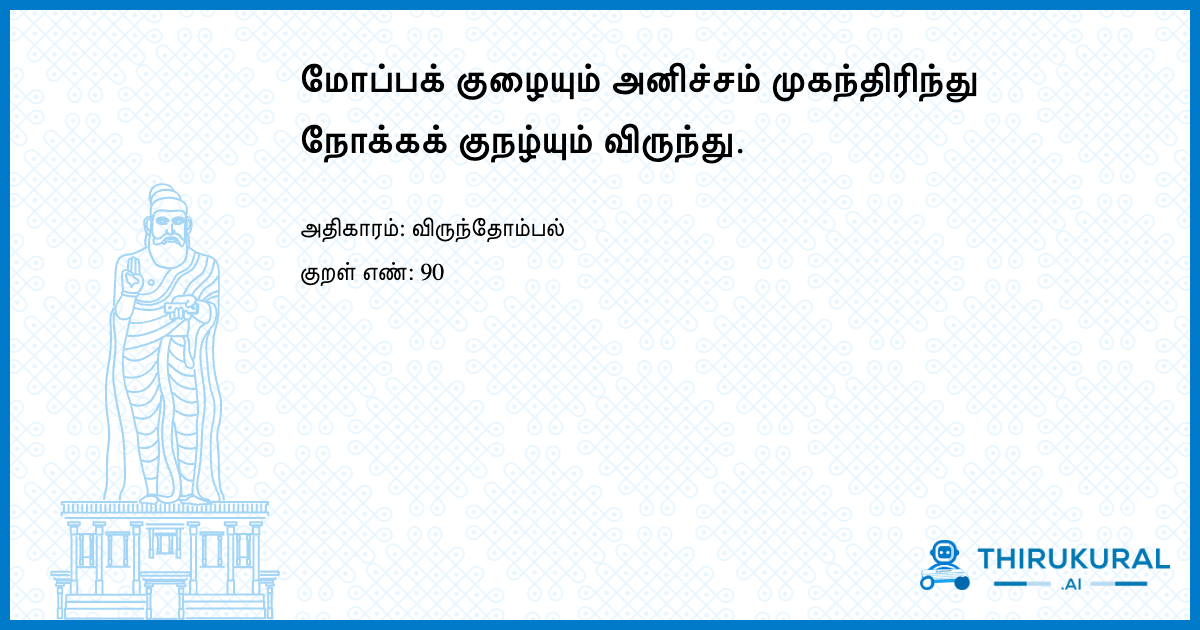 மோப்பக் குழையும் அனிச்சம் முகந்திரிந்து
நோக்கக் குநழ்யும் விருந்து.
அதிகாரம்: விருந்தோம்பல்
குறள் எண்: 90
THIRUKURAL
.AI